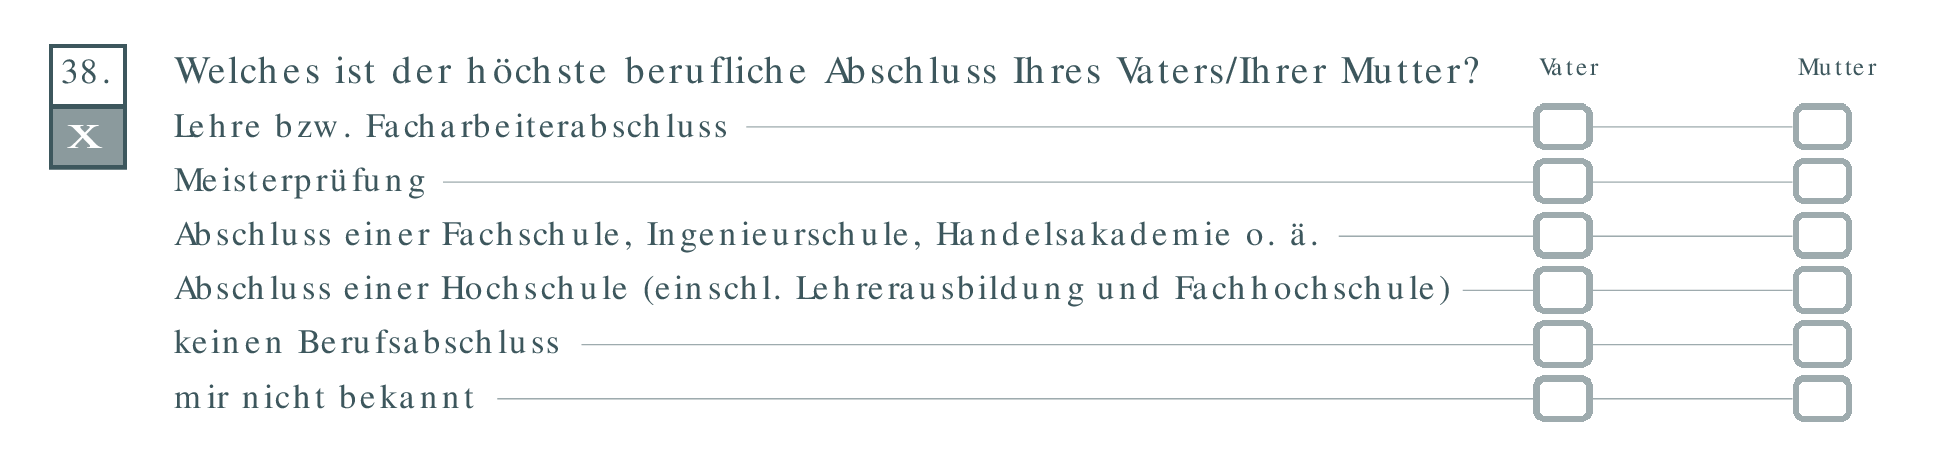 38. Welches ist der höchste berufliche Abschluss Ihres Vaters/Ihrer Mutter? Vater Mutter
X Lehre bzw. Facharbeiterabschluss
Meisterprüfung
Abschluss einer Fachschule, Ingenieurschule, Handelsakademie o. ä.
Abschluss einer Hochschule (einschl. Lehrerausbildung und Fachhochschule)
keinen Berufsabschluss
mir nicht bekannt